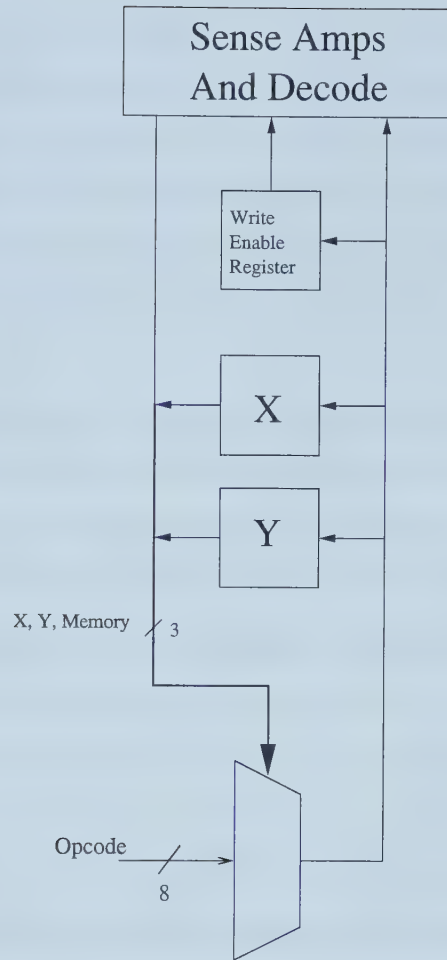 Sense Amps
And Decode
Write
Enable
Register
X
Y
X, Y, Memory
3
Opcode
8